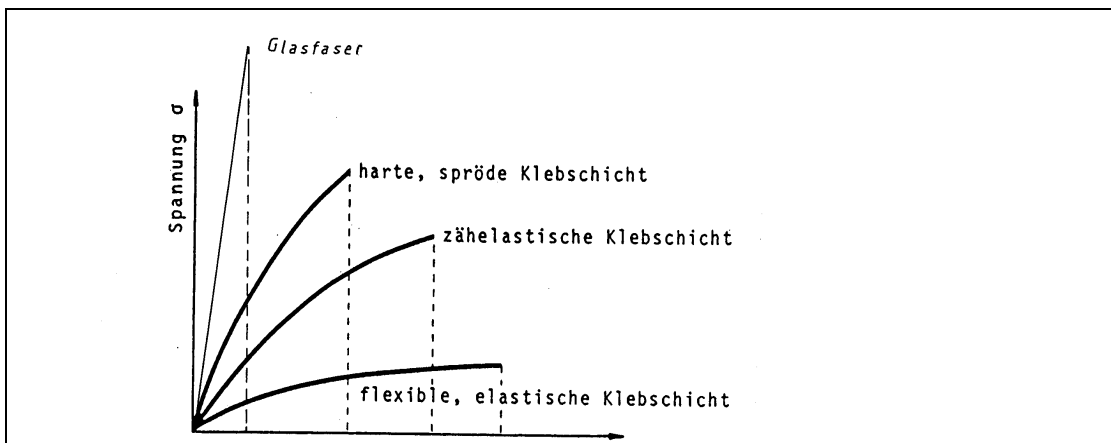 Glasfaser
Spannung σ
harte, spröde Klebschicht
zähelastische Klebschicht
flexible, elastische Klebschicht